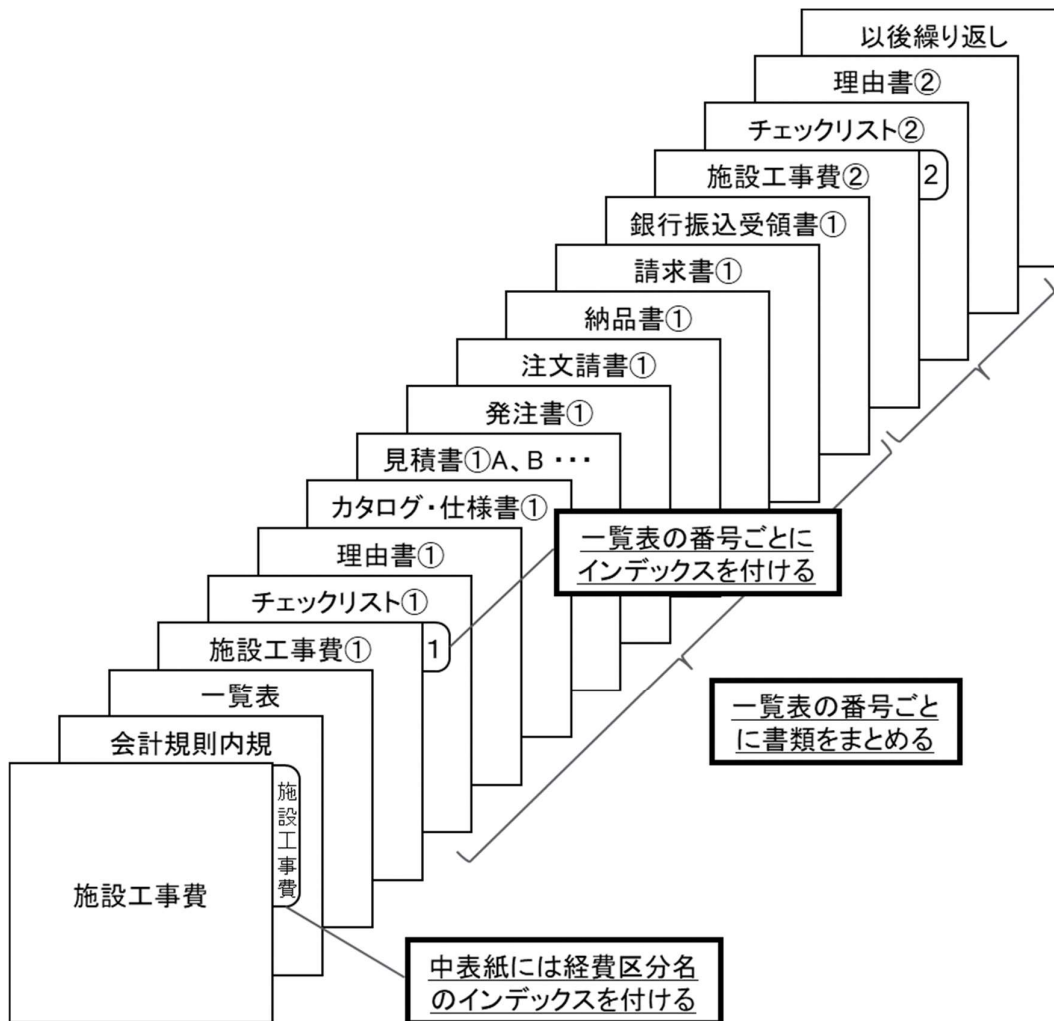 以後繰り返し
理由書②
チェックリスト②
施設工事費②
2
銀行振込受領書①
請求書①
納品書①
注文請書①
発注書①
見積書①A、B・・・
カタログ・仕様書①
理由書①
チェックリスト①
施設工事費①
1
一覧表
会計規則内規
施設工事費
施設工事費
一覧表の番号ごとに
インデックスを付ける
一覧表の番号ごと
に書類をまとめる
中表紙には経費区分名
のインデックスを付ける